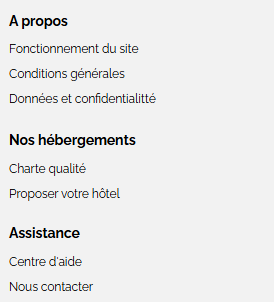 A propos
Fonctionnement du site
Conditions générales
Données et confidentialitté
Nos hébergements
Charte qualité
Proposer votre hôtel
Assistance
Centre d'aide
Nous contacter